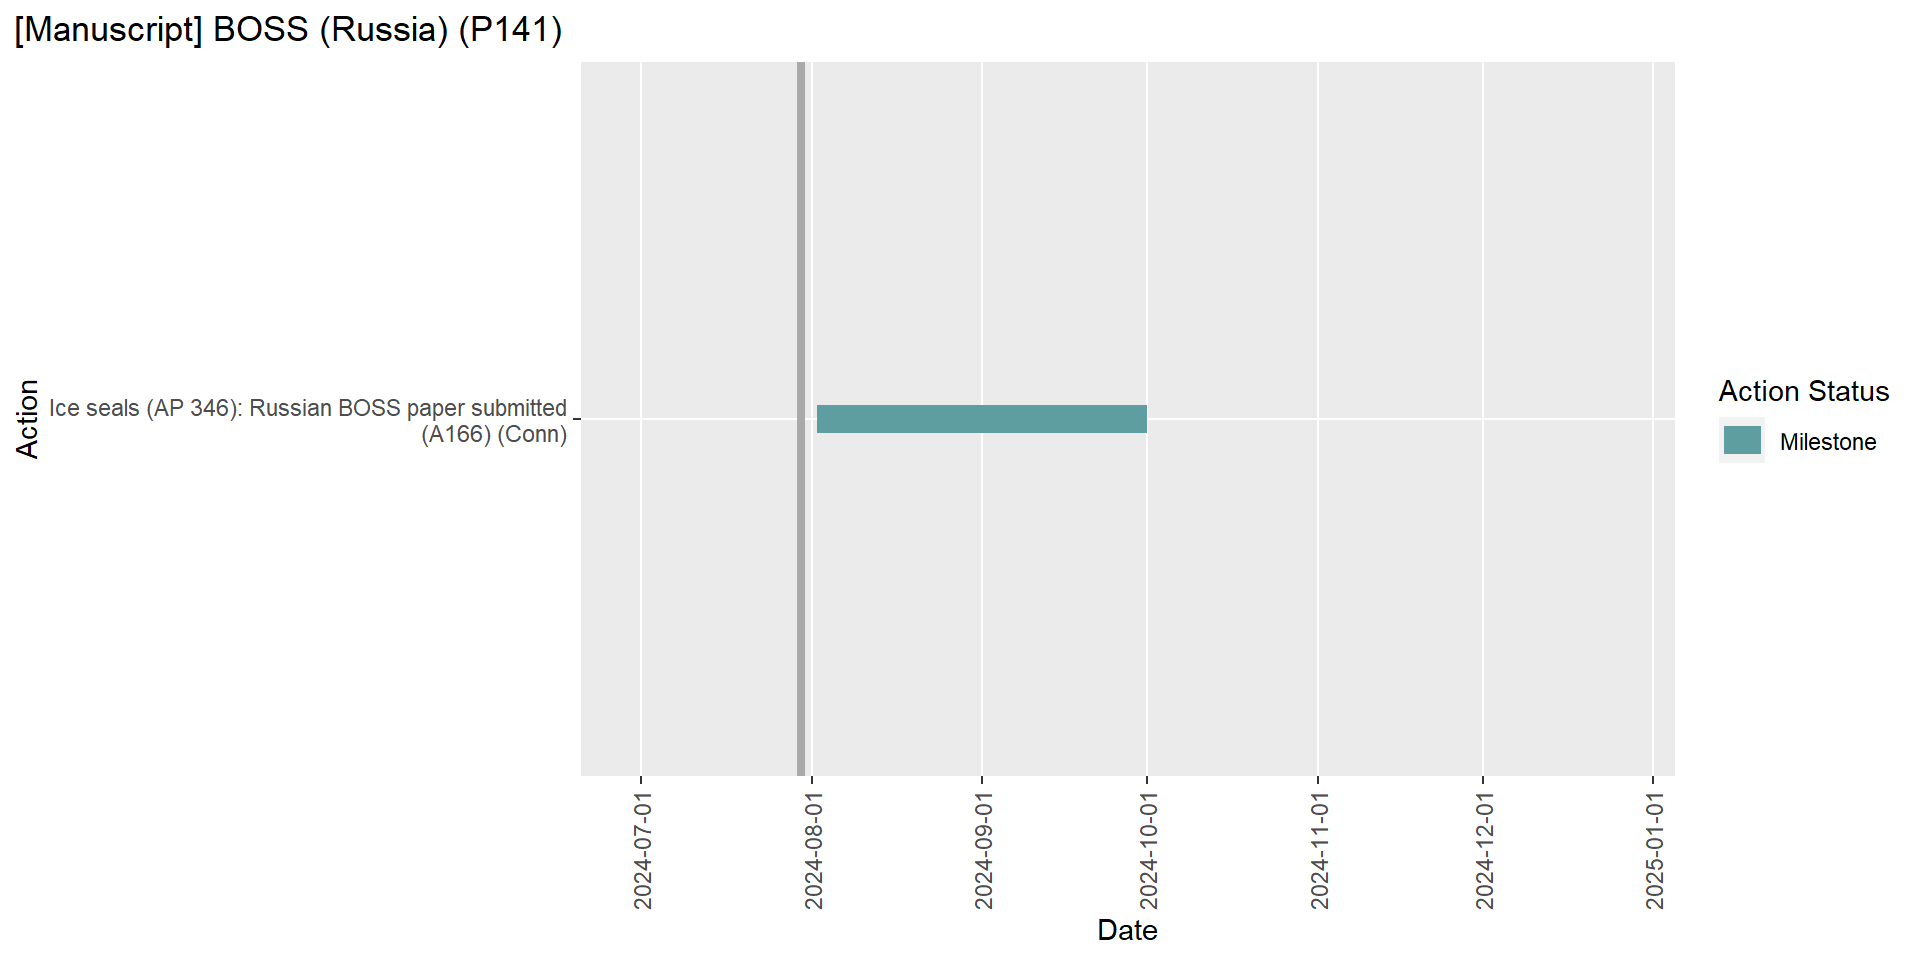 [Manuscript] BOSS (Russia) (P141)
Action
Ice seals (AP 346): Russian BOSS paper submitted
(A166) (Conn)
Action Status
Milestone
2024-07-01
2024-08-01
2024-09-01
2024-10-01
2024-11-01
2024-12-01
2025-01-01
Date